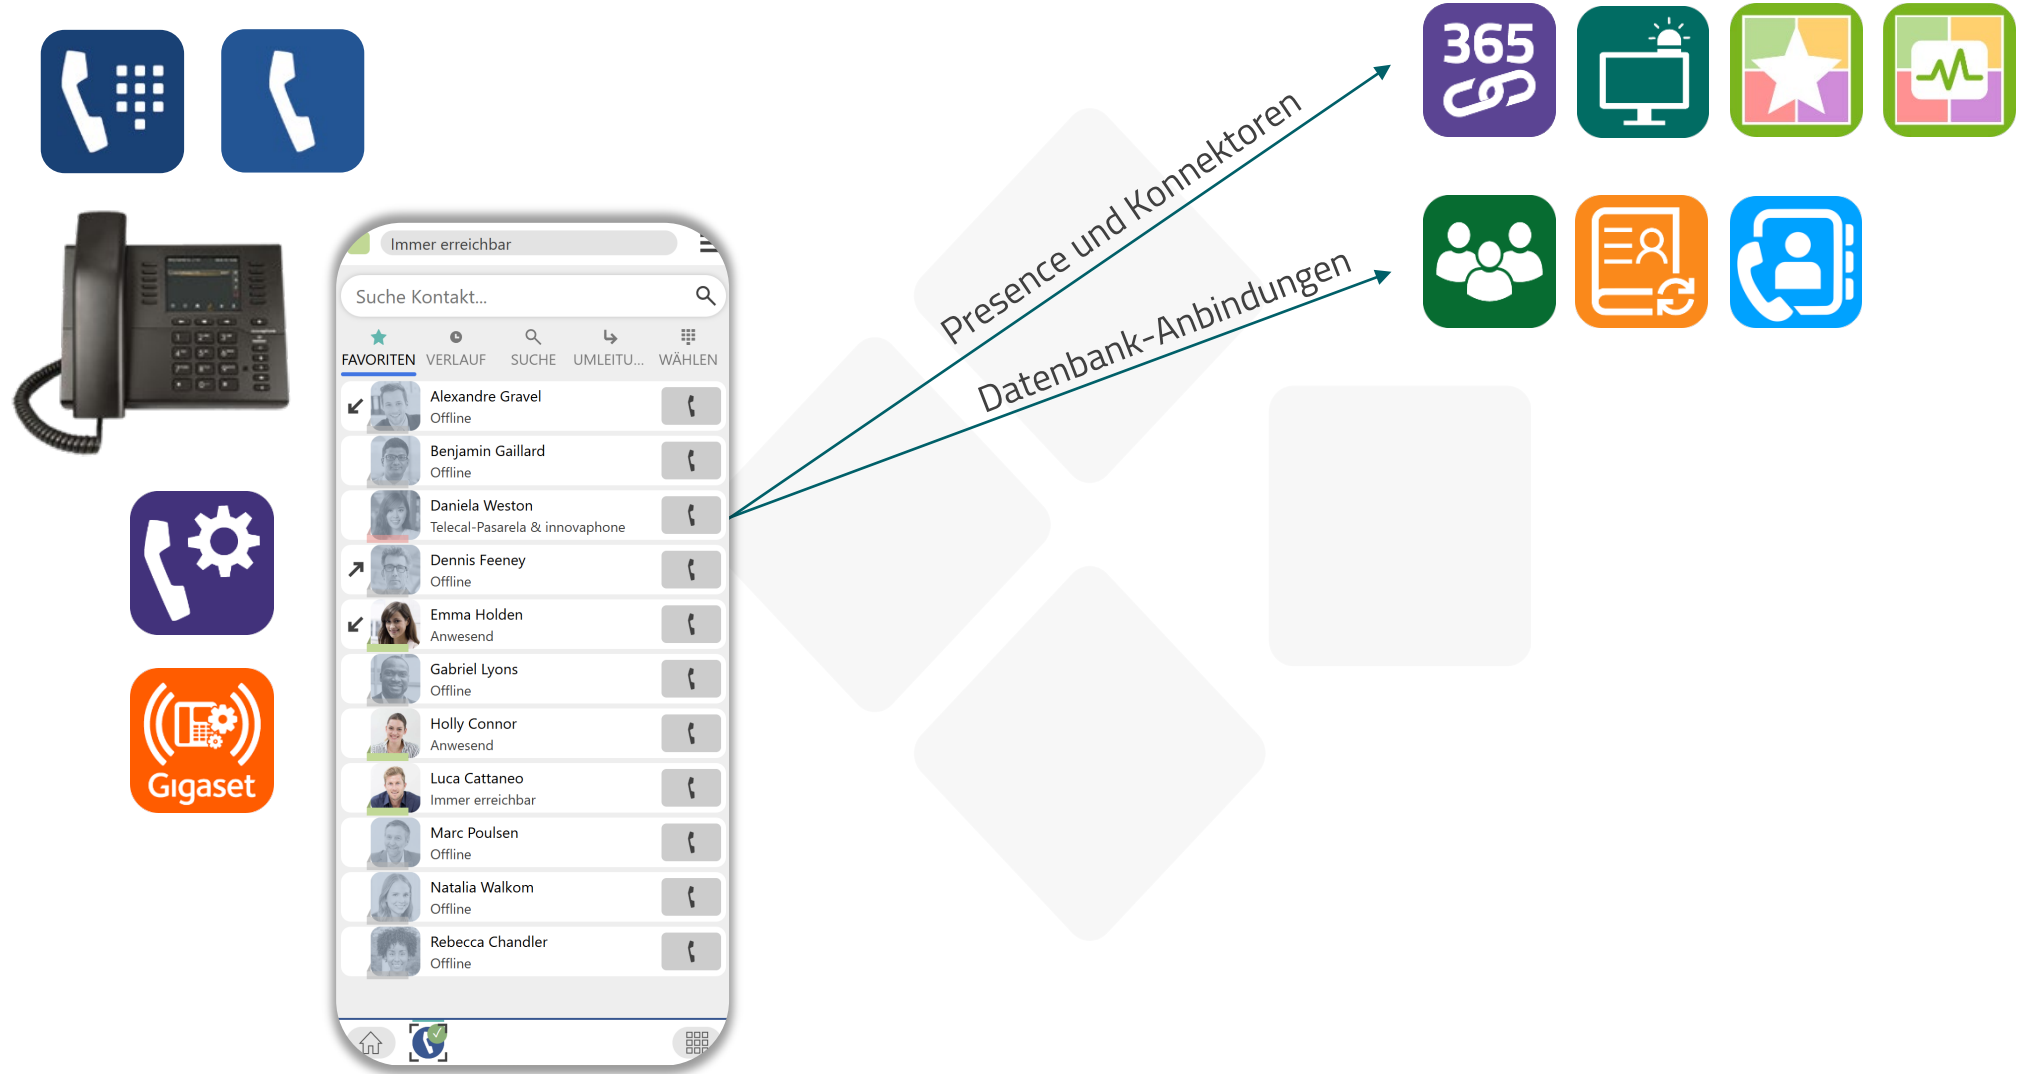 365
Presence und Konnektoren
Datenbank-Anbindungen
Immer erreichbar
Suche Kontakt...
FAVORITEN VERLAUF SUCHE UMLEITU... WÄHLEN
Alexandre Gravel
Offline
Benjamin Gaillard
Offline
Daniela Weston
Telecal-Pasarela & innovaphone
Dennis Feeney
Offline
Emma Holden
Anwesend
Gabriel Lyons
Offline
Holly Connor
Anwesend
Luca Cattaneo
Immer erreichbar
Marc Poulsen
Offline
Natalia Walkom
Offline
Rebecca Chandler
Offline
Gigaset